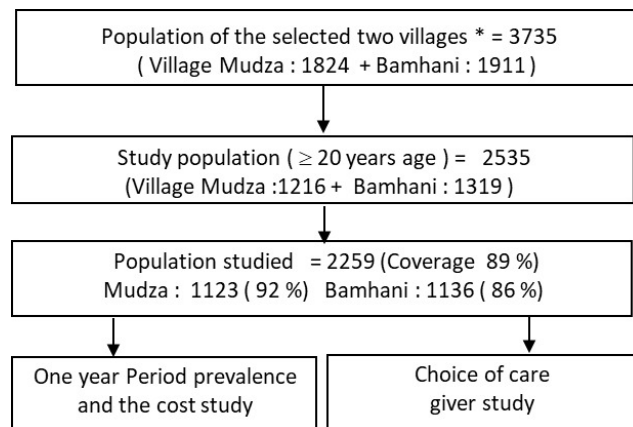 Population of the selected two villages * = 3735
( Village Mudza : 1824 + Bamhani : 1911 )
Study population ( ≥ 20 years age ) = 2535
(Village Mudza :1216 + Bamhani : 1319 )
Population studied = 2259 (Coverage 89 %)
Mudza : 1123 ( 92 %) Bamhani : 1136 ( 86 %)
One year Period prevalence
and the cost study
Choice of care
giver study